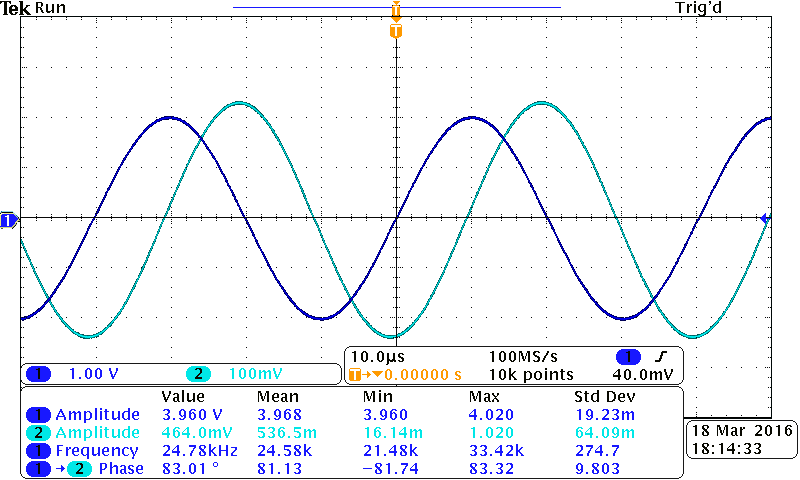 Tek Run Trig'd
T
T
1
10.0µs 100MS/s 1 ƒ
1 1.00 V 2 100mV T→▼0.00000 s 10k points 40.0mV
Value Mean Min Max Std Dev
1 Amplitude 3.960 V 3.968 3.960 4.020 19.23m
2 Amplitude 464.0mV 536.5m 16.14m 1.020 64.09m
1 Frequency 24.78kHz 24.58k 21.48k 33.42k 274.7
1 → 2 Phase 83.01 ° 81.13 −81.74 83.32 9.803
18 Mar 2016
18:14:33